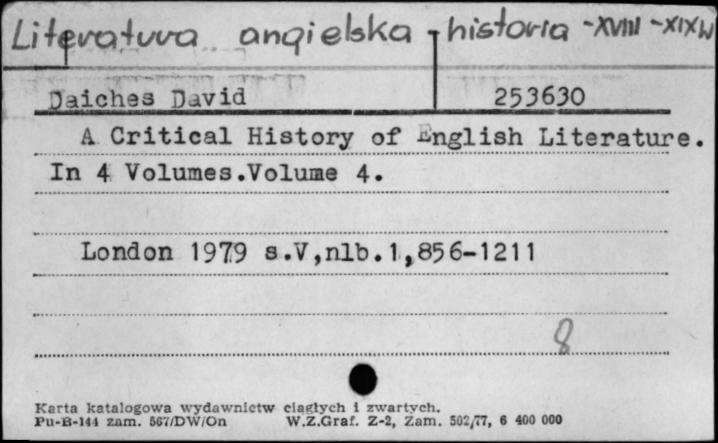 Literatura angielska - historia - XVIII - XIX w
Daiches David 253630
A Critical History of English Literature.
In 4 Volumes.Volume 4.
London 1979 s.V,nlb.1,856-1211
8
Karta katalogowa wydawnictw ciągłych i zwartych.
Pu-B-144 zam. 567/DW/On W.Z.Graf. Z-2, Zam. 502/77, 6 400 000